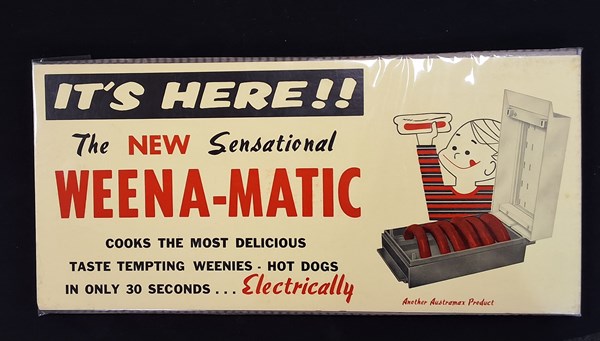 IT'S HERE!!
The NEW Sensational
WEENA-MATIC
COOKS THE MOST DELICIOUS
TASTE TEMPTING WEENIES - HOT DOGS
IN ONLY 30 SECONDS ... Electrically
Another Austramax Product